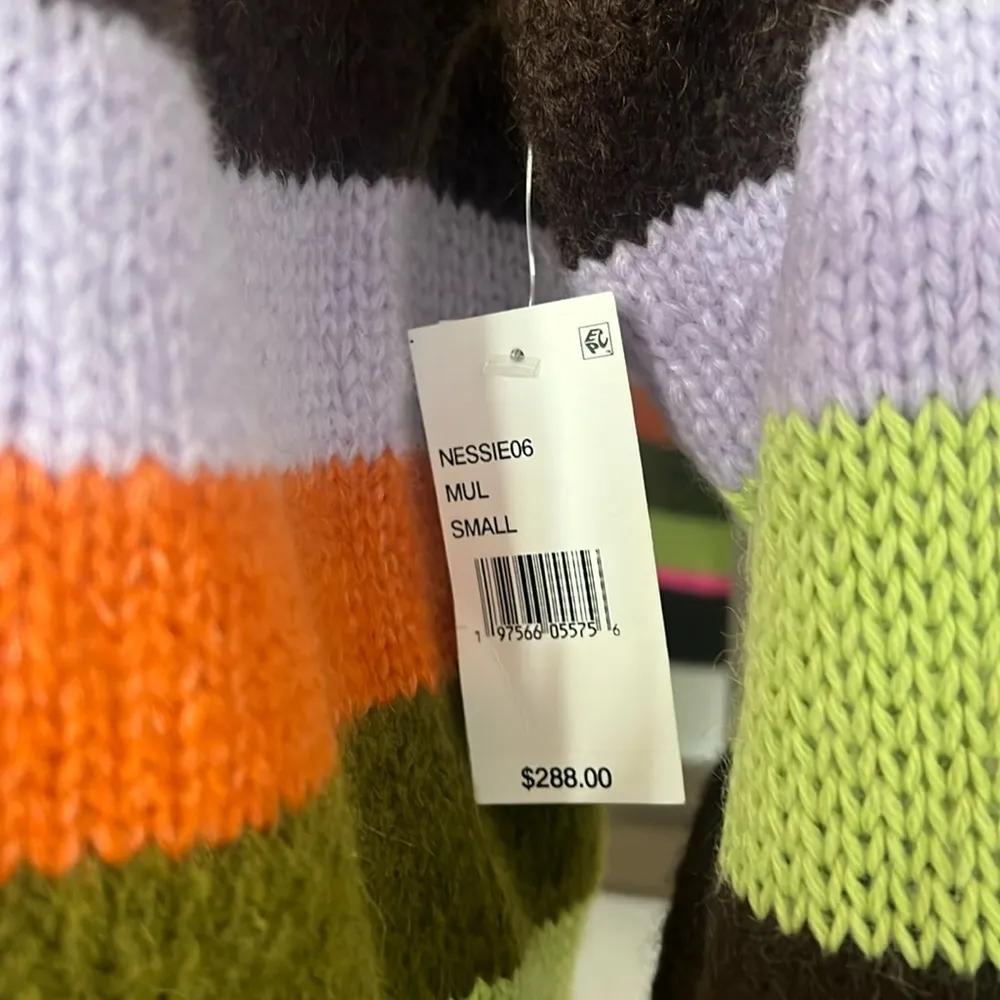 NESSIE06
MUL
SMALL
1 97566 05575 6
$288.00